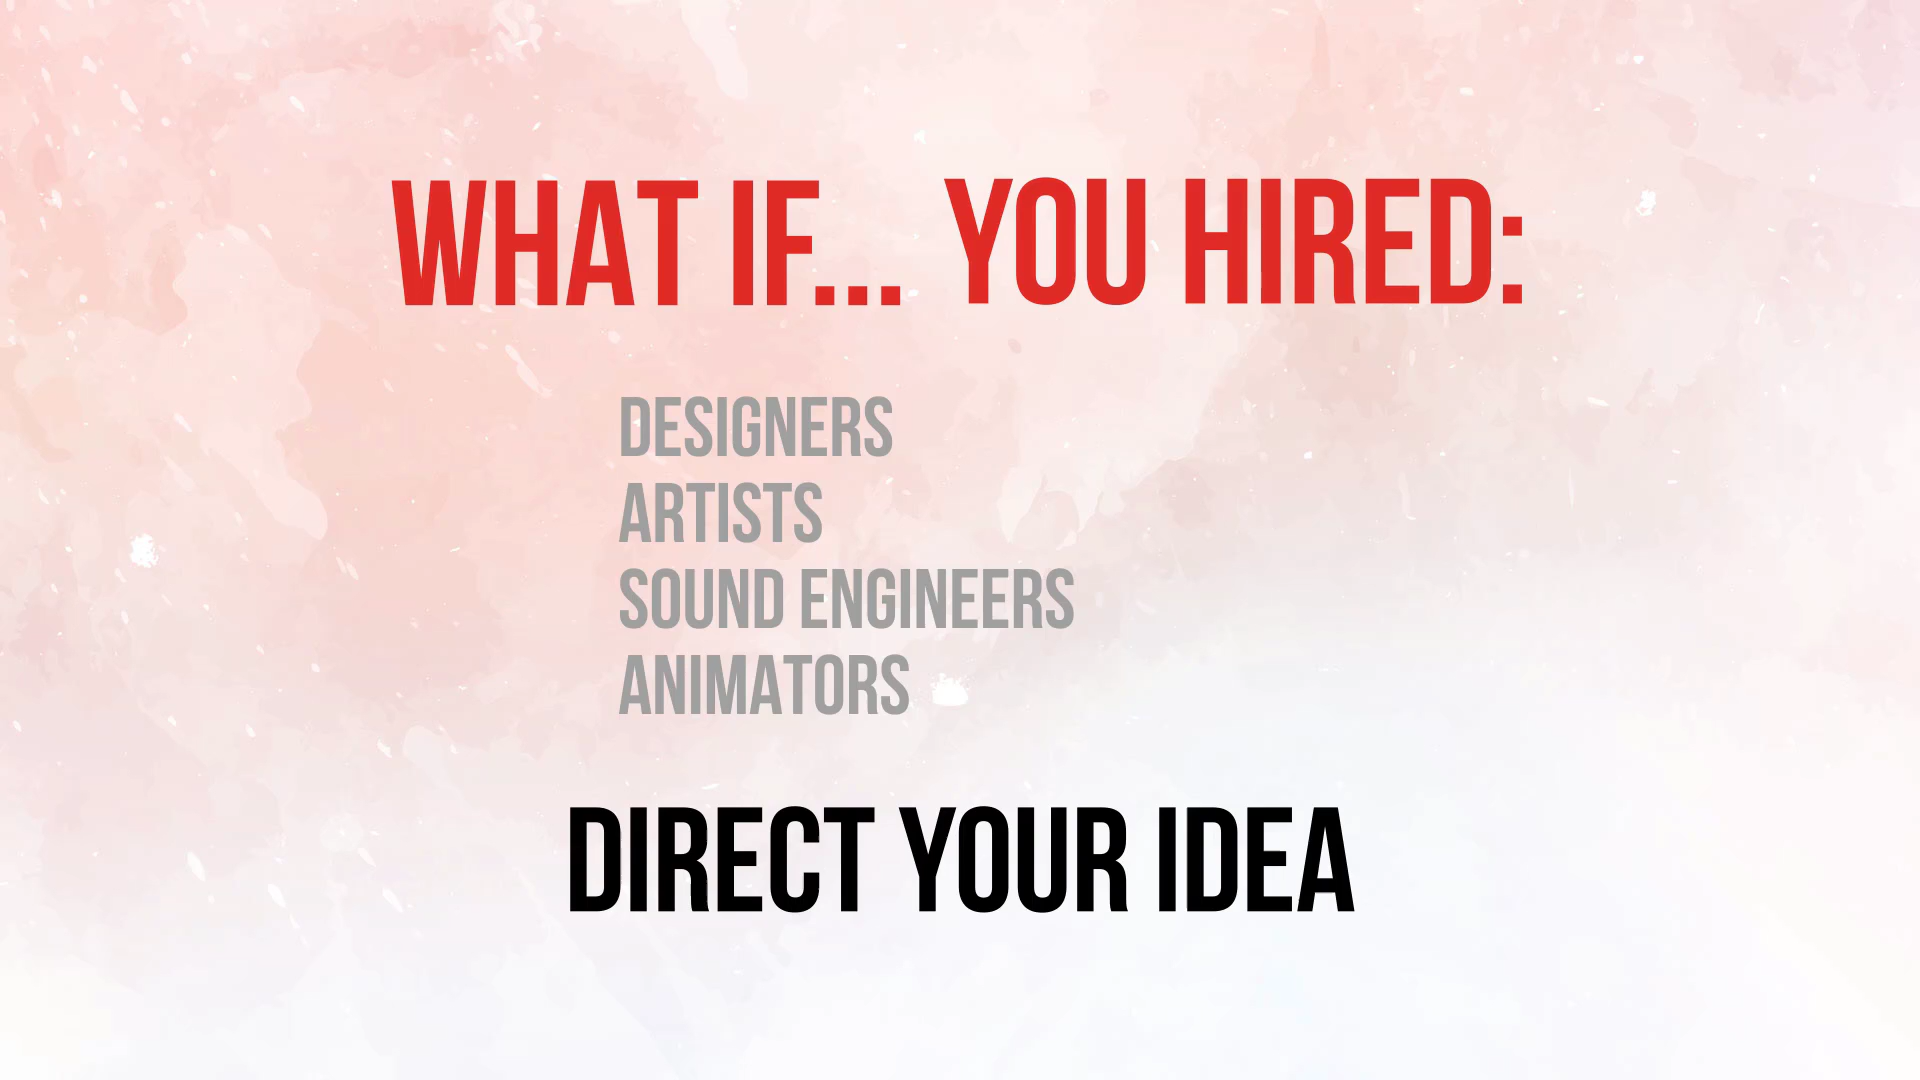 WHAT IF... YOU HIRED:
DESIGNERS
ARTISTS
SOUND ENGINEERS
ANIMATORS
DIRECT YOUR IDEA